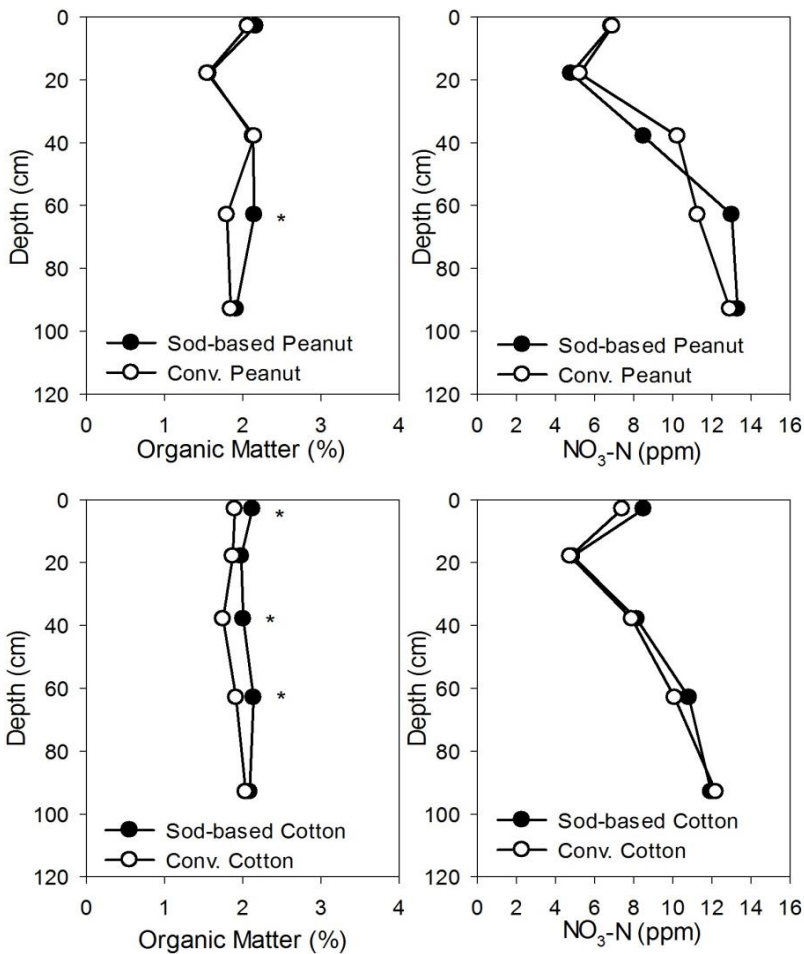 0
20
40
60
80
100
120
Depth (cm)
*
Sod-based Peanut
Conv. Peanut
0 1 2 3 4
Organic Matter (%)
0
20
40
60
80
100
120
Depth (cm)
Sod-based Peanut
Conv. Peanut
0 2 4 6 8 10 12 14 16
NO₃-N (ppm)
0
20
40
60
80
100
120
Depth (cm)
*
*
*
Sod-based Cotton
Conv. Cotton
0 1 2 3 4
Organic Matter (%)
0
20
40
60
80
100
120
Depth (cm)
Sod-based Cotton
Conv. Cotton
0 2 4 6 8 10 12 14 16
NO₃-N (ppm)